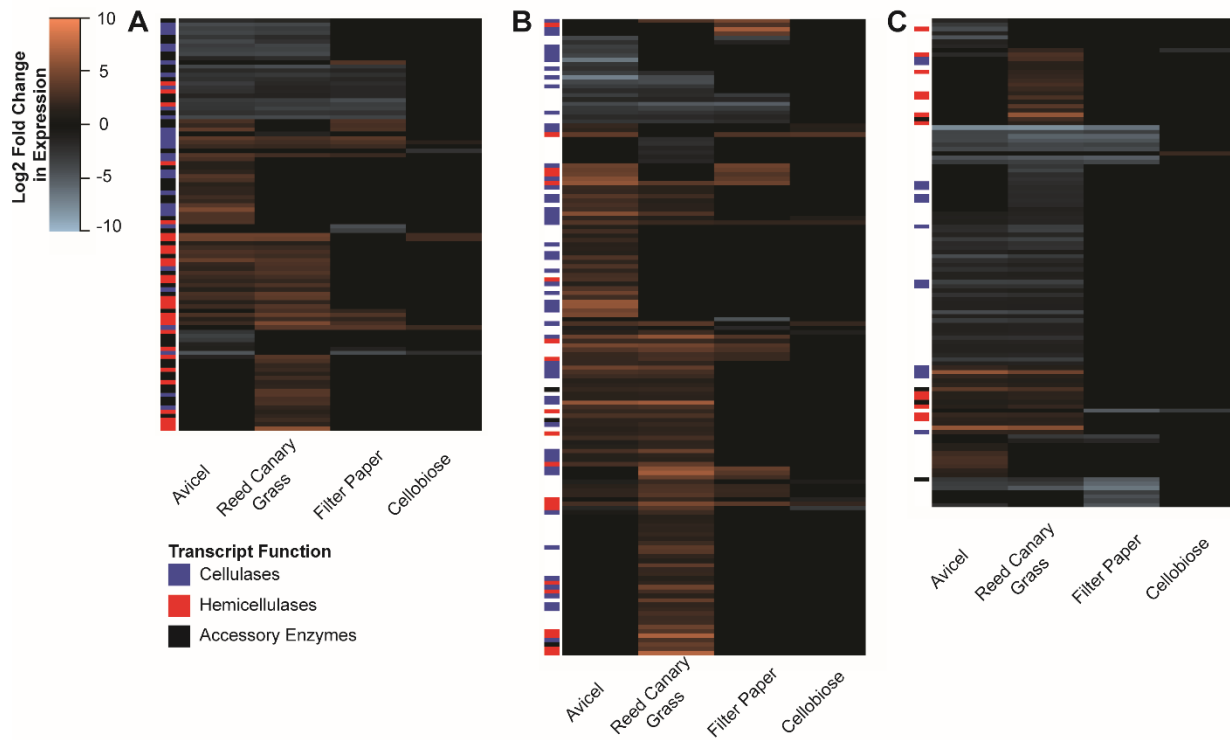 A
B
C
Log2 Fold Change
in Expression
10
5
0
-5
-10
Avicel
Reed Canary
Grass
Filter Paper
Cellobiose
Avicel
Reed Canary
Grass
Filter Paper
Cellobiose
Avicel
Reed Canary
Grass
Filter Paper
Cellobiose
Transcript Function
Cellulases
Hemicellulases
Accessory Enzymes